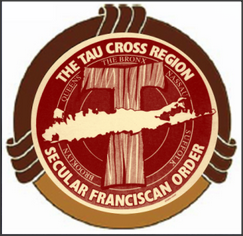 THE TAU CROSS REGION
QUEENS
THE BRONX
NASSAU
BROOKLYN
SUFFOLK
SECULAR FRANCISCAN ORDER